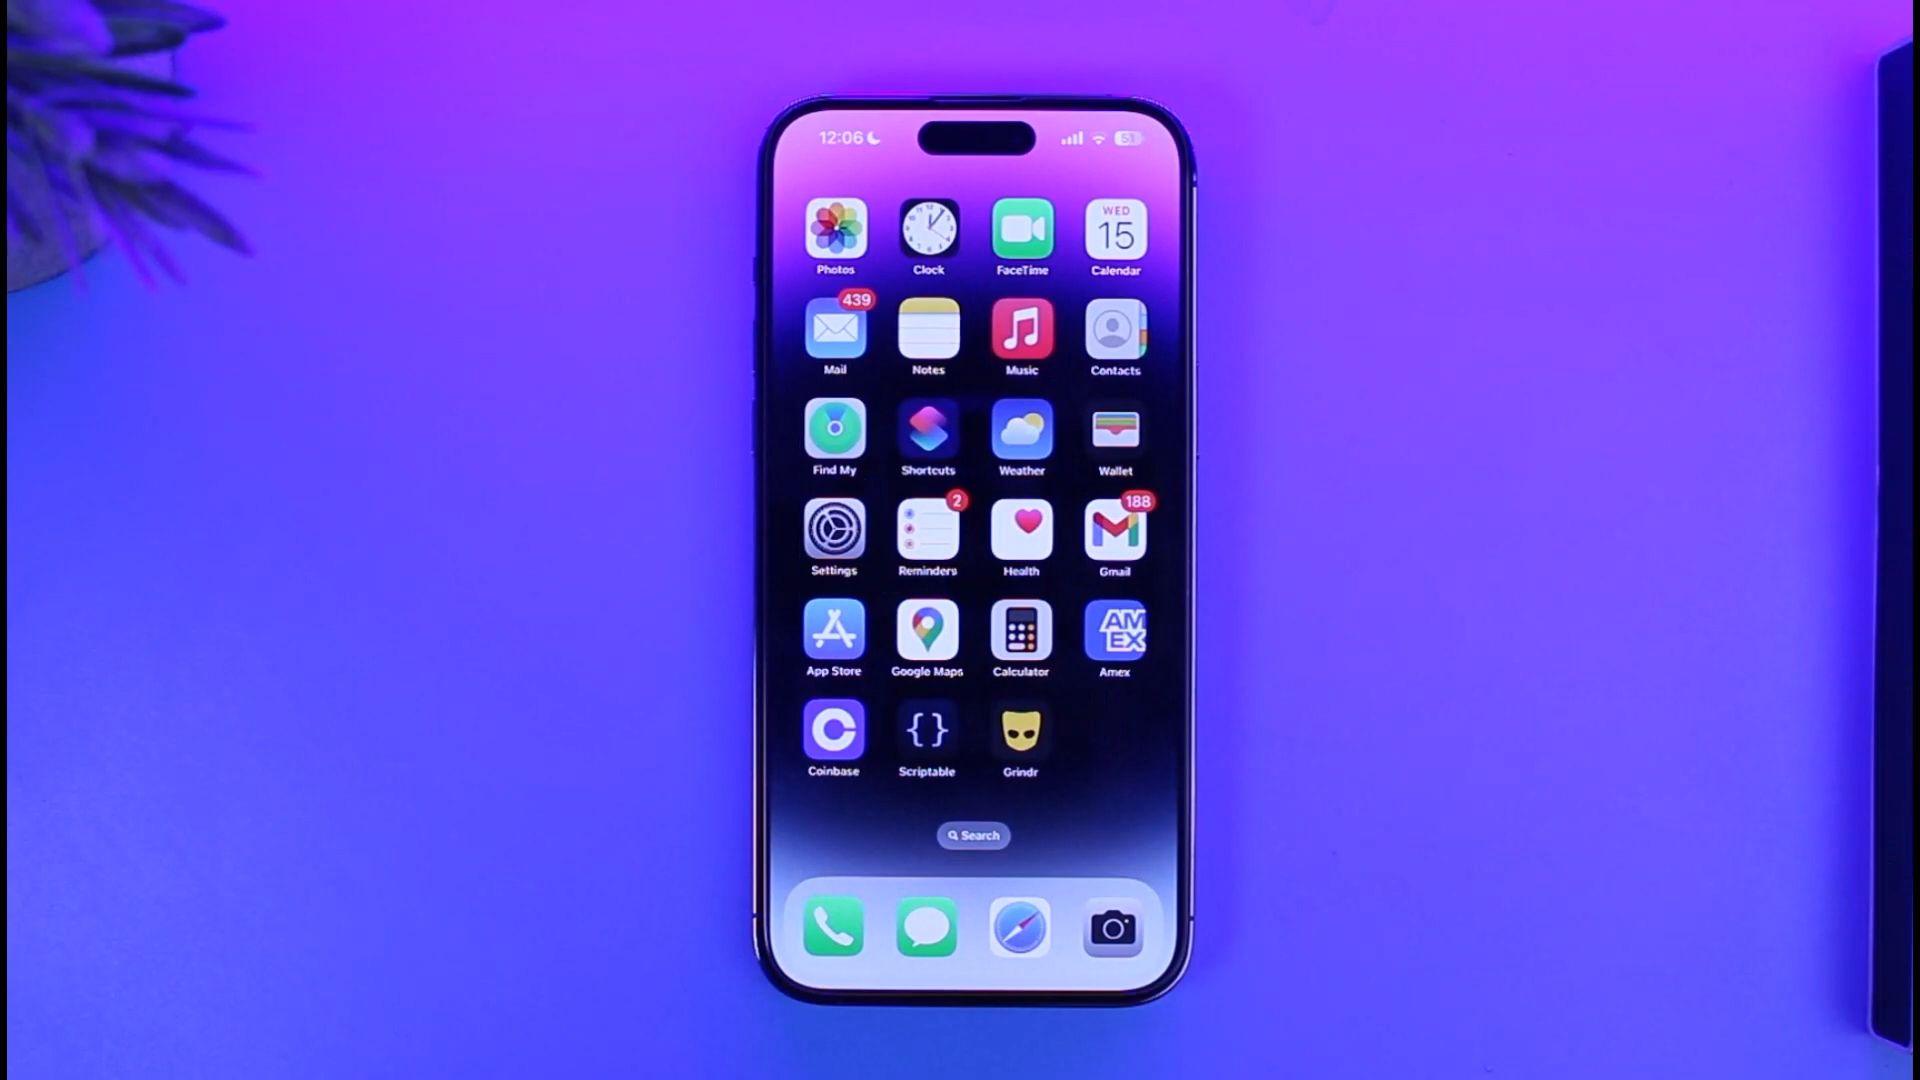 12:06
51
WED
15
Photos
Clock
FaceTime
Calendar
439
Mail
Notes
Music
Contacts
Find My
Shortcuts
Weather
Wallet
2
188
Settings
Reminders
Health
Gmail
AM
EX
App Store
Google Maps
Calculator
Amex
{}
Coinbase
Scriptable
Grindr
Search